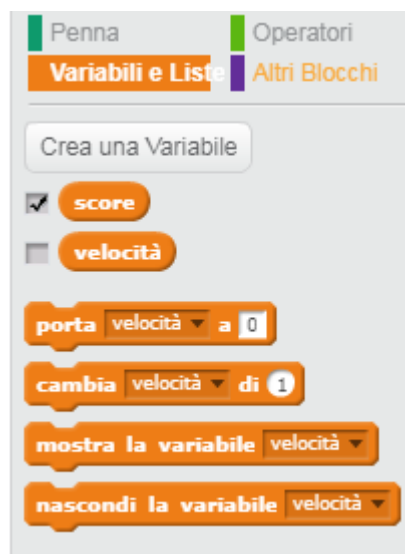 Penna Operatori
Variabili e Liste Altri Blocchi
Crea una Variabile
score
velocità
porta velocità a 0
cambia velocità di 1
mostra la variabile velocità
nascondi la variabile velocità